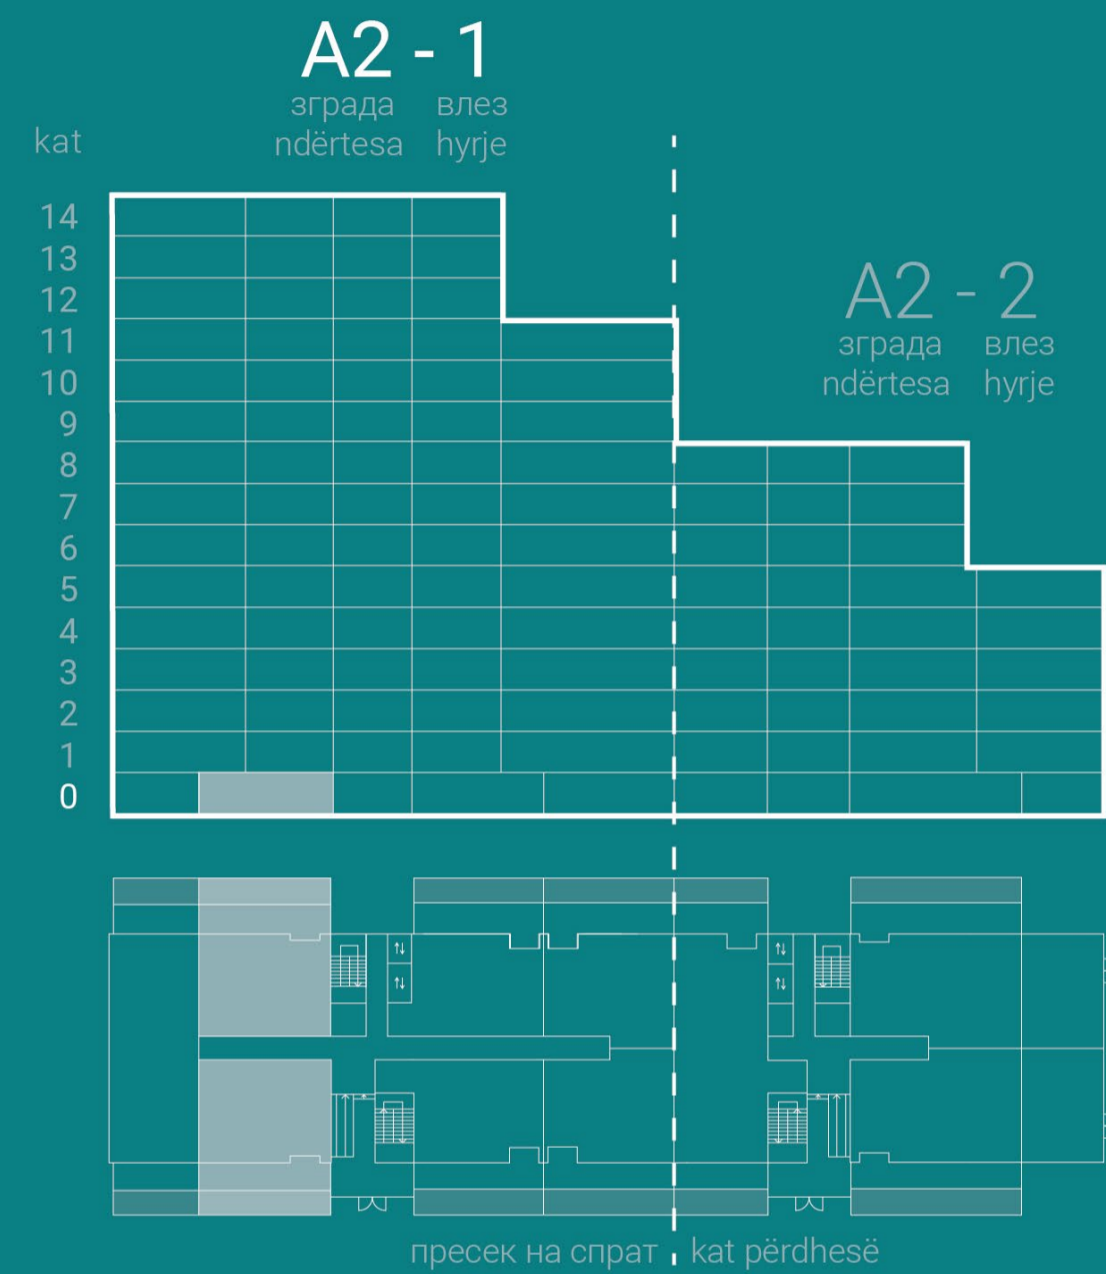 A2 - 1
зграда влез
ndërtesa hyrje
kat
14
13
12
11
10
9
8
7
6
5
4
3
2
1
0
A2 - 2
зграда влез
ndërtesa hyrje
пресек на спрат kat përdhesë